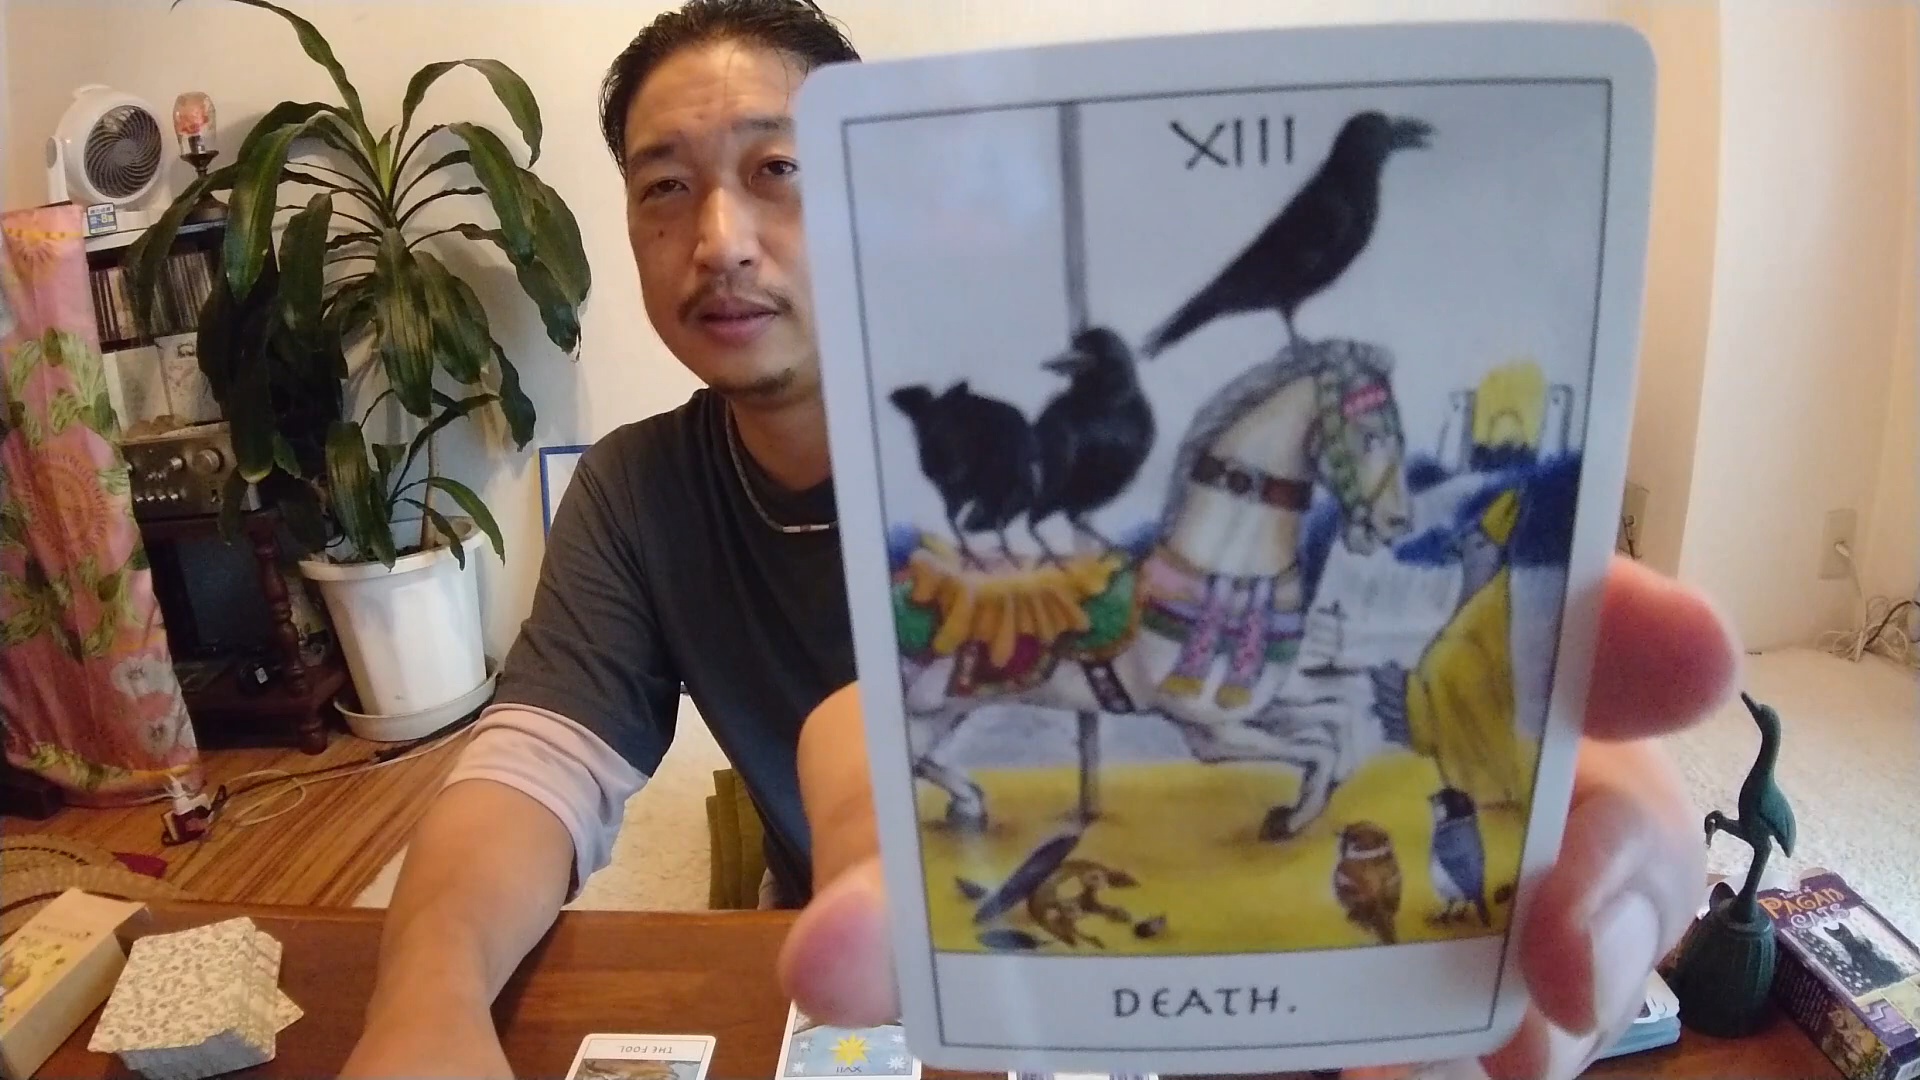 XIII
DEATH.
THE FOOL
XVII
PAGAN
CATS